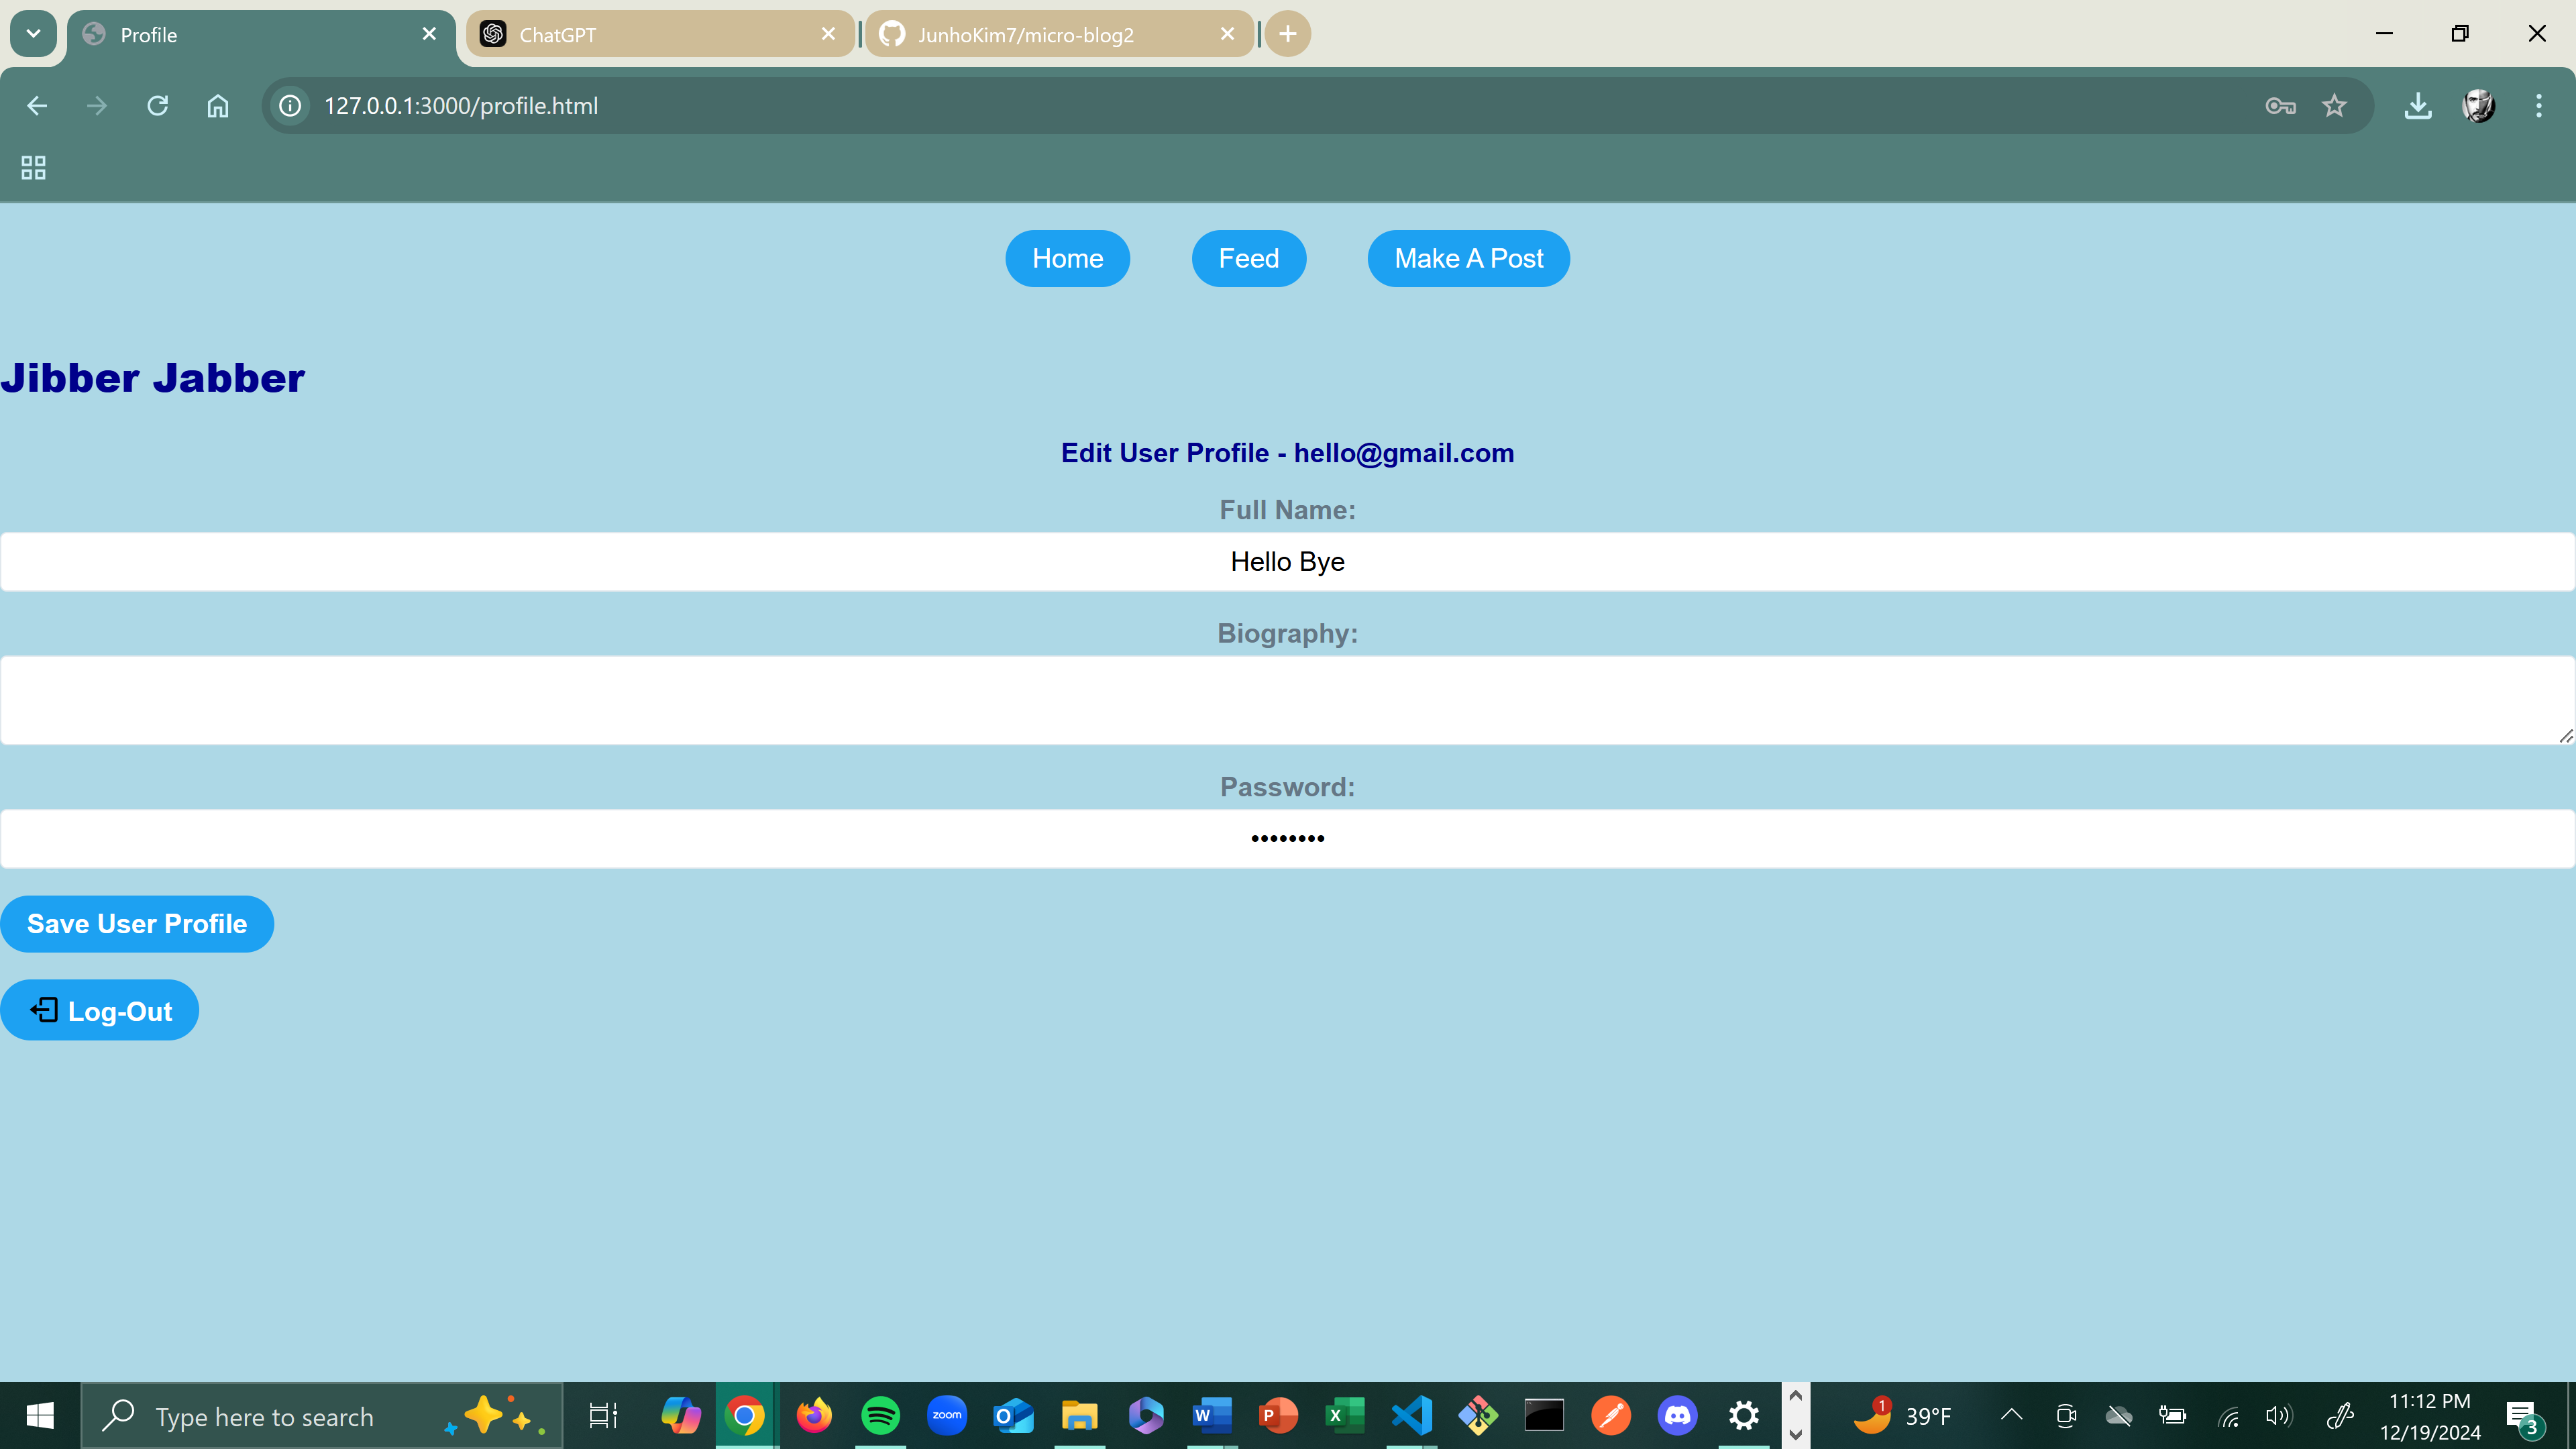 Profile
ChatGPT
JunhoKim7/micro-blog2
127.0.0.1:3000/profile.html
Home
Feed
Make A Post
Jibber Jabber
Edit User Profile - hello@gmail.com
Full Name:
Hello Bye
Biography:
Password:
••••••••
Save User Profile
Log-Out
Type here to search
zoom
O
W
P
X
1
39°F
11:12 PM
12/19/2024
3